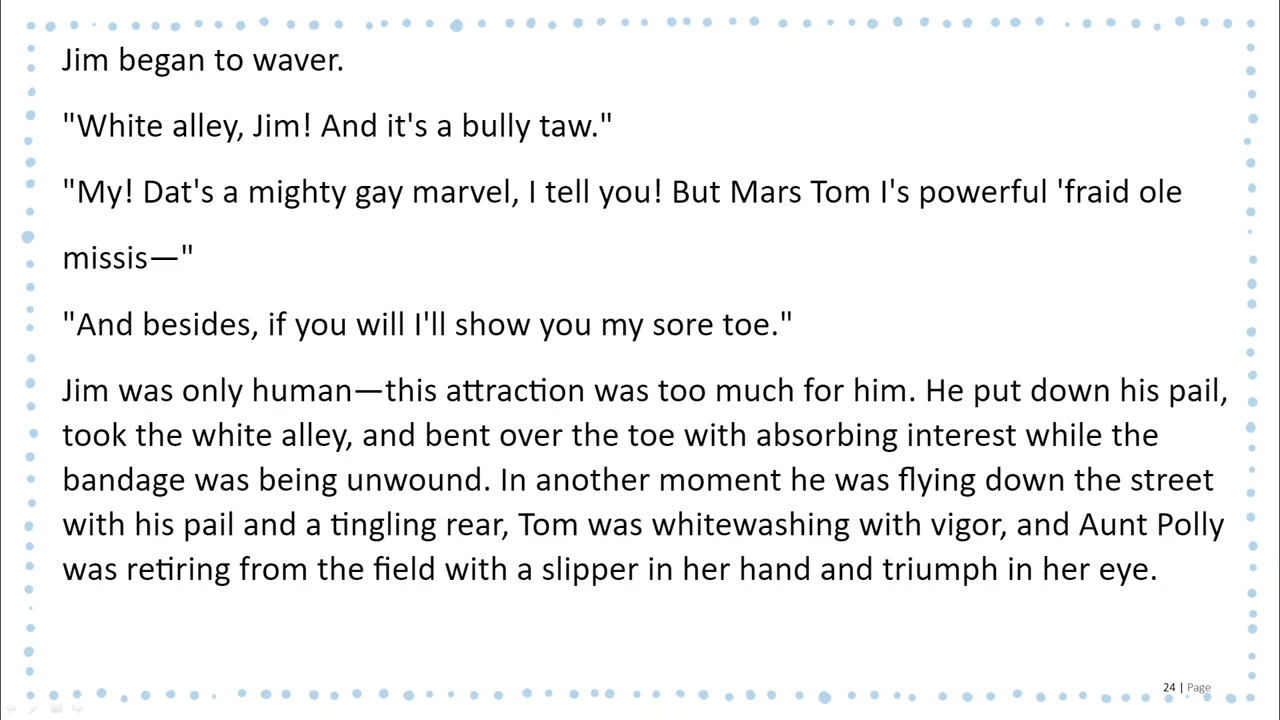 Jim began to waver.
"White alley, Jim! And it's a bully taw."
"My! Dat's a mighty gay marvel, I tell you! But Mars Tom I's powerful 'fraid ole
missis—"
"And besides, if you will I'll show you my sore toe."
Jim was only human—this attraction was too much for him. He put down his pail,
took the white alley, and bent over the toe with absorbing interest while the
bandage was being unwound. In another moment he was flying down the street
with his pail and a tingling rear, Tom was whitewashing with vigor, and Aunt Polly
was retiring from the field with a slipper in her hand and triumph in her eye.
24 | Page